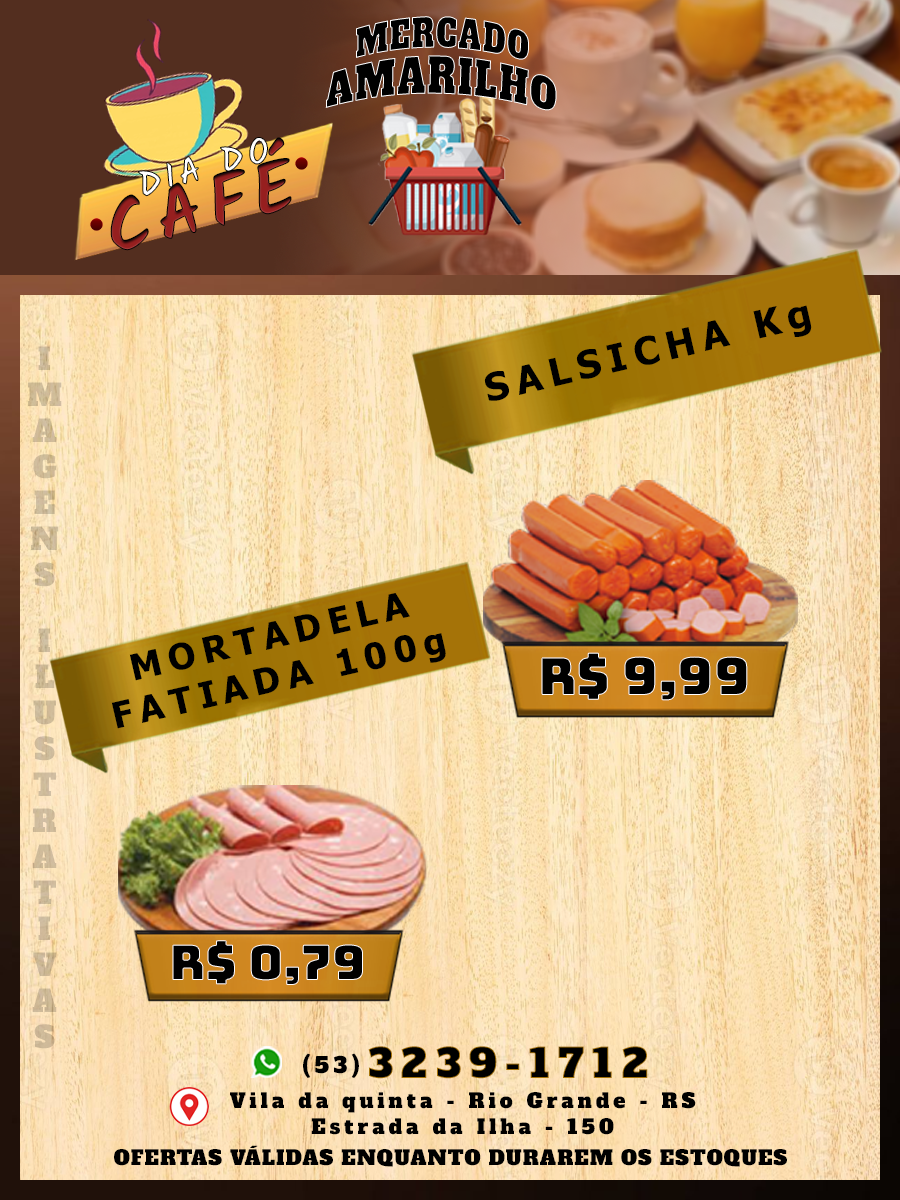 MERCADO
AMARILHO
DIA DO
CAFÉ
SALSICHA Kg
R$ 9,99
MORTADELA
FATIADA 100g
R$ 0,79
IMAGENS ILUSTRATIVAS
(53) 3239-1712
Vila da quinta - Rio Grande - RS
Estrada da Ilha - 150
OFERTAS VÁLIDAS ENQUANTO DURAREM OS ESTOQUES